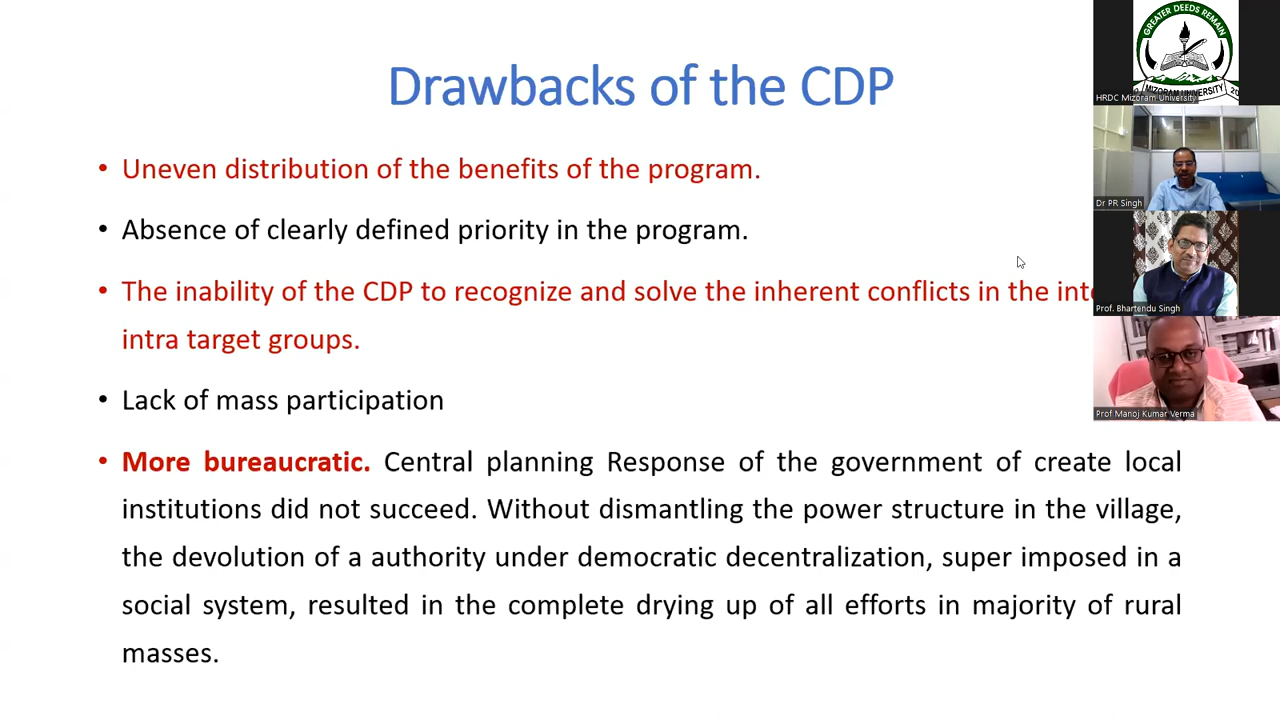 Drawbacks of the CDP
• Uneven distribution of the benefits of the program.
• Absence of clearly defined priority in the program.
• The inability of the CDP to recognize and solve the inherent conflicts in the
intra target groups.
• Lack of mass participation
• More bureaucratic. Central planning Response of the government of create local
institutions did not succeed. Without dismantling the power structure in the village,
the devolution of a authority under democratic decentralization, super imposed in a
social system, resulted in the complete drying up of all efforts in majority of rural
masses.
GREATER DEEDS REMAIN
MIZORAM UNIVERSITY
HRDC Mizoram University
Dr PR Singh
Prof. Bhartendu Singh
Prof Manoj Kumar Verma